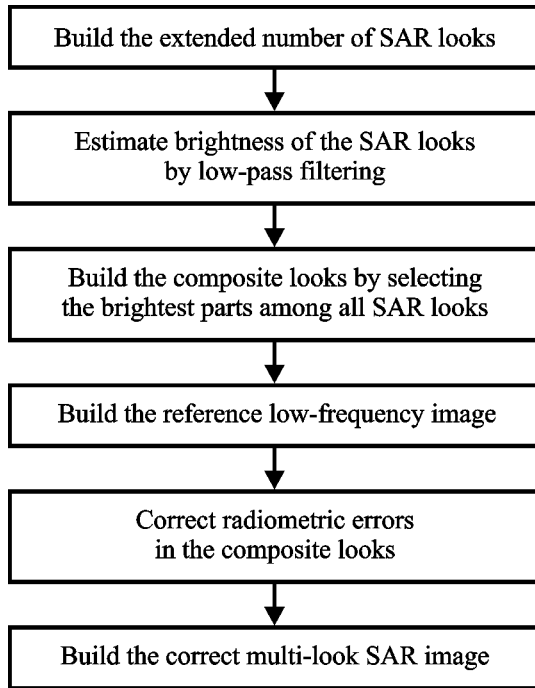 Build the extended number of SAR looks
Estimate brightness of the SAR looks
by low-pass filtering
Build the composite looks by selecting
the brightest parts among all SAR looks
Build the reference low-frequency image
Correct radiometric errors
in the composite looks
Build the correct multi-look SAR image